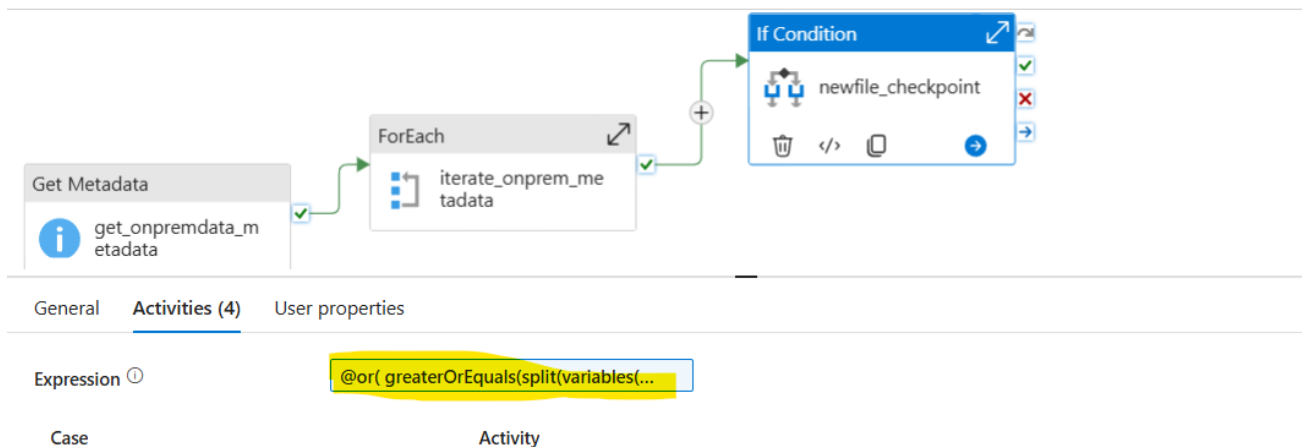 If Condition
newfile_checkpoint
ForEach
iterate_onprem_me
tadata
Get Metadata
get_onpremdata_m
etadata
General Activities (4) User properties
Expression
@or( greaterOrEquals(split(variables(...
Case Activity